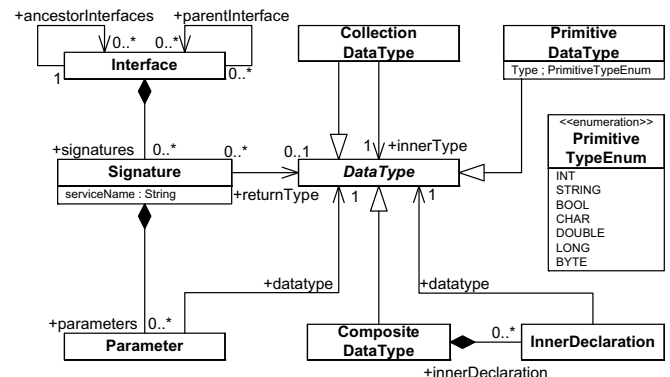 +ancestorInterfaces +parentInterface
0..* 0..*
Interface
1 0..*
Collection
DataType
Primitive
DataType
Type ; PrimitiveTypeEnum
<<enumeration>>
Primitive
TypeEnum
INT
STRING
BOOL
CHAR
DOUBLE
LONG
BYTE
+signatures 0..*
Signature
serviceName : String
0..* 0..1
+returnType
1 +innerType
DataType
1 1
+datatype +datatype
+parameters 0..*
Parameter
Composite
DataType
0..*
InnerDeclaration
+innerDeclaration